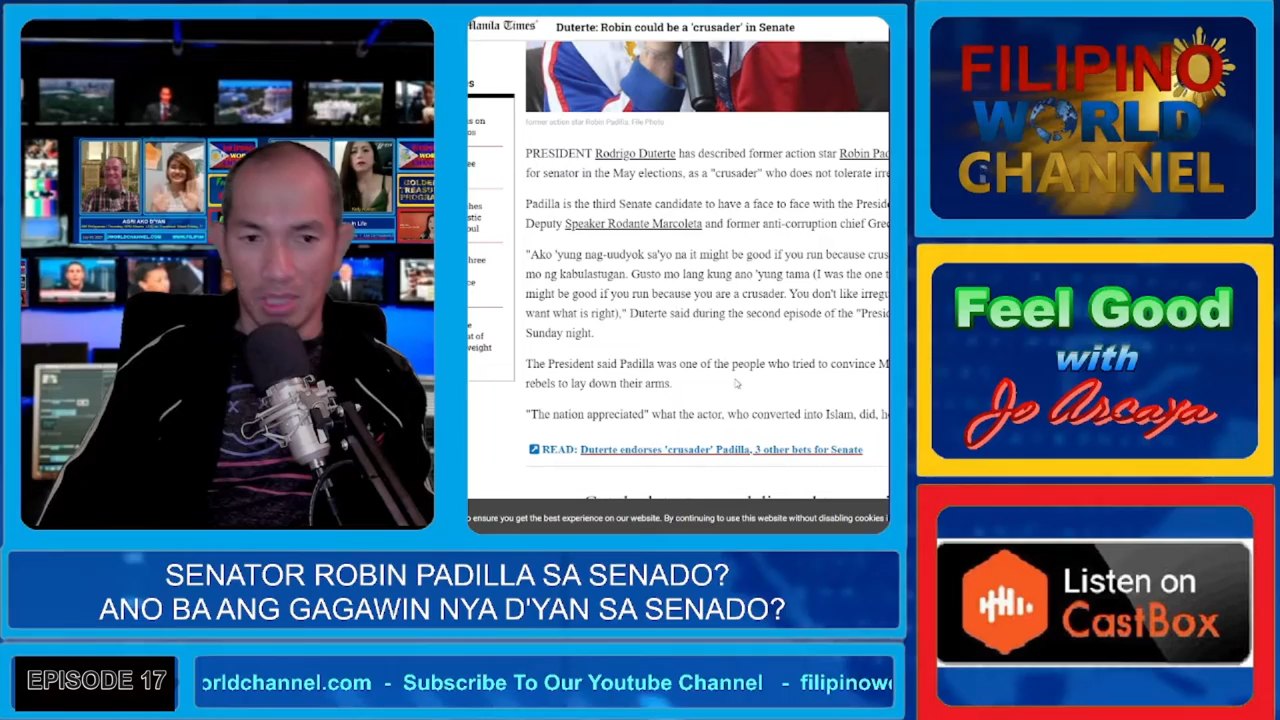 Manila Times
Duterte: Robin could be a 'crusader' in Senate
former action star Robin Padilla. File Photo
PRESIDENT Rodrigo Duterte has described former action star Robin
for senator in the May elections, as a "crusader" who does not tolerate
Padilla is the third Senate candidate to have a face to face with the
Deputy Speaker Rodante Marcoleta and former anti-corruption chief
"Ako 'yung nag-uudyok sa'yo na it might be good if you run because
mo ng kabulastugan. Gusto mo lang kung ano 'yung tama (I was the one
might be good if you run because you are a crusader. You don't like
want what is right)," Duterte said during the second episode of the
Sunday night.
The President said Padilla was one of the people who tried to convince
rebels to lay down their arms.
"The nation appreciated" what the actor, who converted into Islam, did,
READ: Duterte endorses 'crusader' Padilla, 3 other bets for Senate
ensure you get the best experience on our website. By continuing to use this website without disabling cookies
SENATOR ROBIN PADILLA SA SENADO?
ANO BA ANG GAGAWIN NYA D'YAN SA SENADO?
EPISODE 17
orldchannel.com - Subscribe To Our Youtube Channel - filipinow
FILIPINO
WORLD
CHANNEL
Feel Good
with
Jo Arcaya
Listen on
CastBox